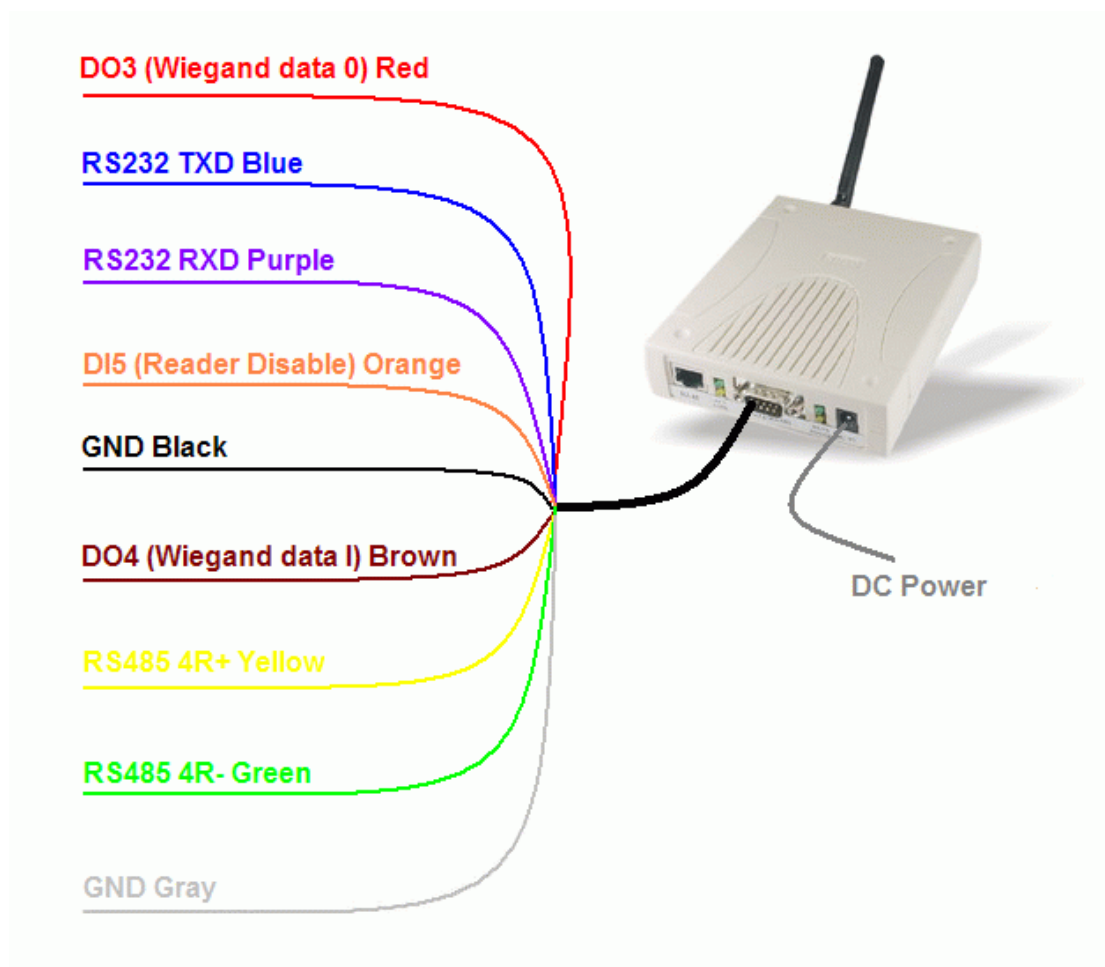 DO3 (Wiegand data 0) Red
RS232 TXD Blue
RS232 RXD Purple
DI5 (Reader Disable) Orange
GND Black
DO4 (Wiegand data I) Brown
RS485 4R+ Yellow
RS485 4R- Green
GND Gray
DC Power